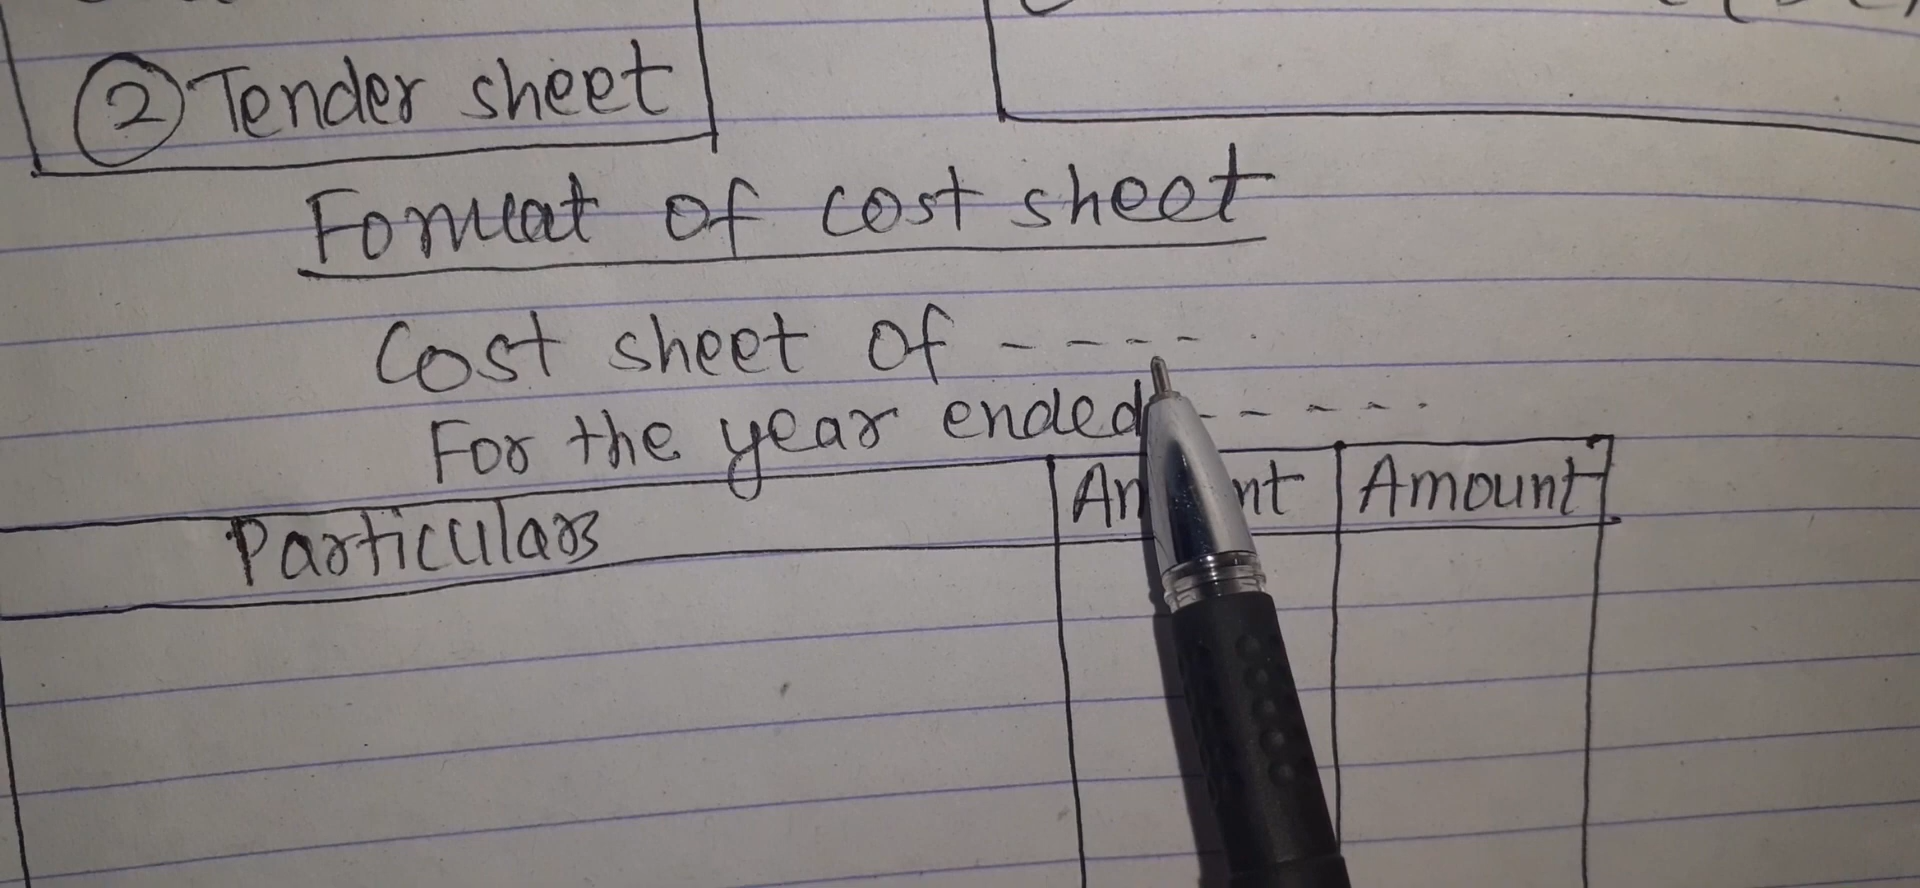 ② Tender sheet
Format of cost sheet
Cost sheet of - - - -
For the year ended - - - - -
Particulars Amount